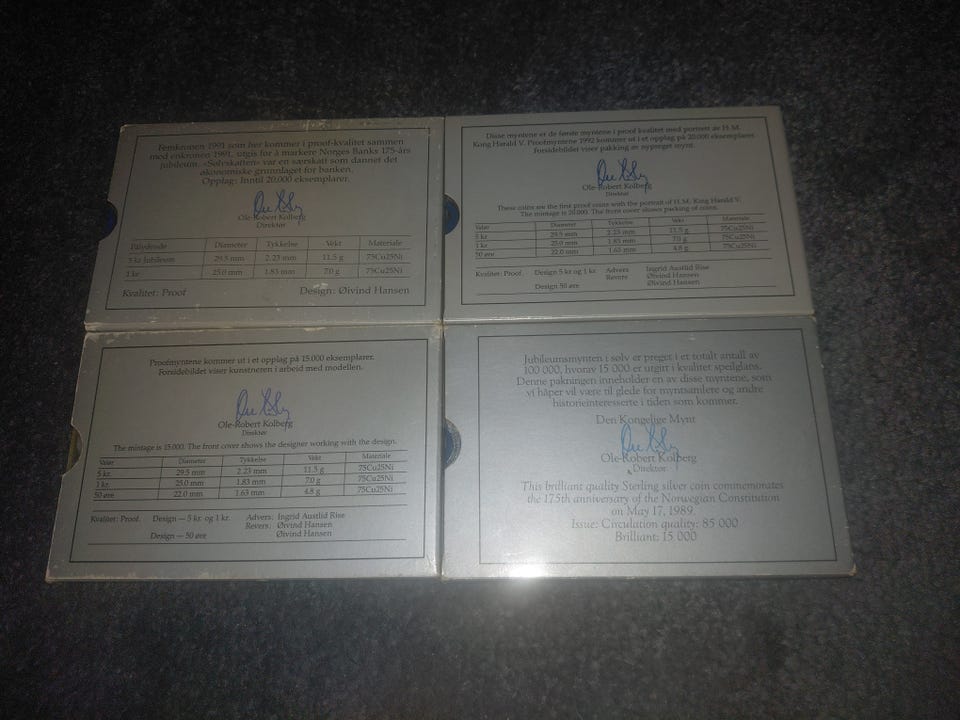 Femkronen 1991 som her kommer i proof-kvalitet sammen
med enkronen 1991, utgis for å markere Norges Banks 175-års
jubileum. «Sølvskatten» var en særskatt som dannet det
økonomiske grunnlaget for banken.
Opplag: Inntil 20.000 eksemplarer.
Ole-Robert Kolberg
Direktør
Pålydende Diameter Tykkelse Vekt Materiale
5 kr Jubileum 29.5 mm 2.23 mm 11.5 g 75Cu25Ni
1 kr. 25.0 mm 1.83 mm 7.0 g 75Cu25Ni
Kvalitet: Proof Design: Øivind Hansen
Disse myntene er de første myntene i proof kvalitet med portrett av H.M.
Kong Harald V. Proofmyntene 1992 kommer ut i et opplag på 20.000 eksemplarer.
Forsidebildet viser pakking av nypreget mynt.
Ole-Robert Kolberg
Direktør
These coins are the first proof coins with the portrait of H.M. King Harald V.
The mintage is 20.000. The front cover shows packing of coins.
Valør Diameter Tykkelse Vekt Materiale
5 kr. 29.5 mm 2.23 mm 11.5 g 75Cu25Ni
1 kr. 25.0 mm 1.83 mm 7.0 g 75Cu25Ni
50 øre 22.0 mm 1.63 mm 4.8 g 75Cu25Ni
Kvalitet: Proof. Design 5 kr. og 1 kr. Advers Ingrid Austlid Rise
Revers Øivind Hansen
Design 50 øre Øivind Hansen
Proofmyntene kommer ut i et opplag på 15.000 eksemplarer.
Forsidebildet viser kunstneren i arbeid med modellen.
Ole-Robert Kolberg
Direktør
The mintage is 15.000. The front cover shows the designer working with the design.
Valør Diameter Tykkelse Vekt Materiale
5 kr. 29.5 mm 2.23 mm 11.5 g 75Cu25Ni
1 kr. 25.0 mm 1.83 mm 7.0 g 75Cu25Ni
50 øre 22.0 mm 1.63 mm 4.8 g 75Cu25Ni
Kvalitet: Proof. Design — 5 kr. og 1 kr. Advers: Ingrid Austlid Rise
Revers: Øivind Hansen
Design — 50 øre Øivind Hansen
Jubileumsmynten i sølv er preget i et totalt antall av
100 000, hvorav 15 000 er utgitt i kvalitet speilglans.
Denne pakningen inneholder en av disse myntene, som
vi håper vil være til glede for myntsamlere og andre
historieinteresserte i tiden som kommer.
Den Kongelige Mynt
Ole-Robert Kolberg
Direktør
This brilliant quality Sterling silver coin commemorates
the 175th anniversary of the Norwegian Constitution
on May 17, 1989.
Issue: Circulation quality: 85 000
Brilliant: 15 000